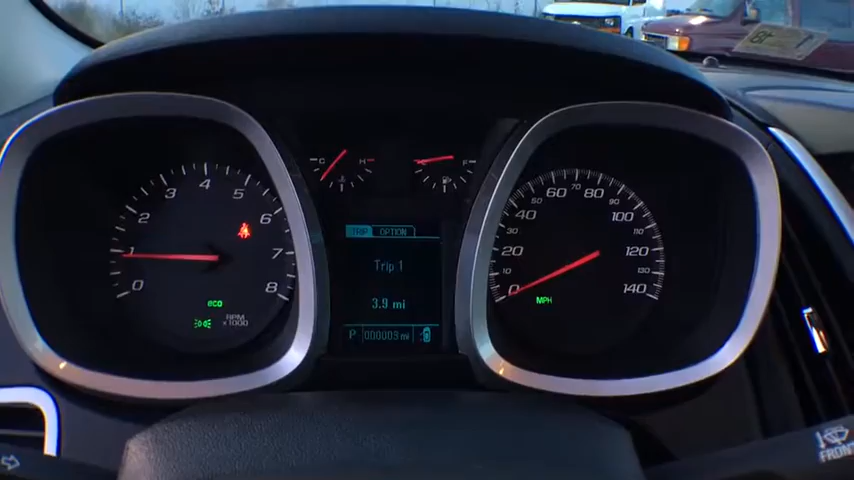 0 1 2 3 4 5 6 7 8
eco
RPM
x1000
C H
E F
TRIP OPTION
Trip 1
3.9 mi
P 000003 mi
0 10 20 30 40 50 60 70 80 90 100 110 120 130 140
MPH
FRONT